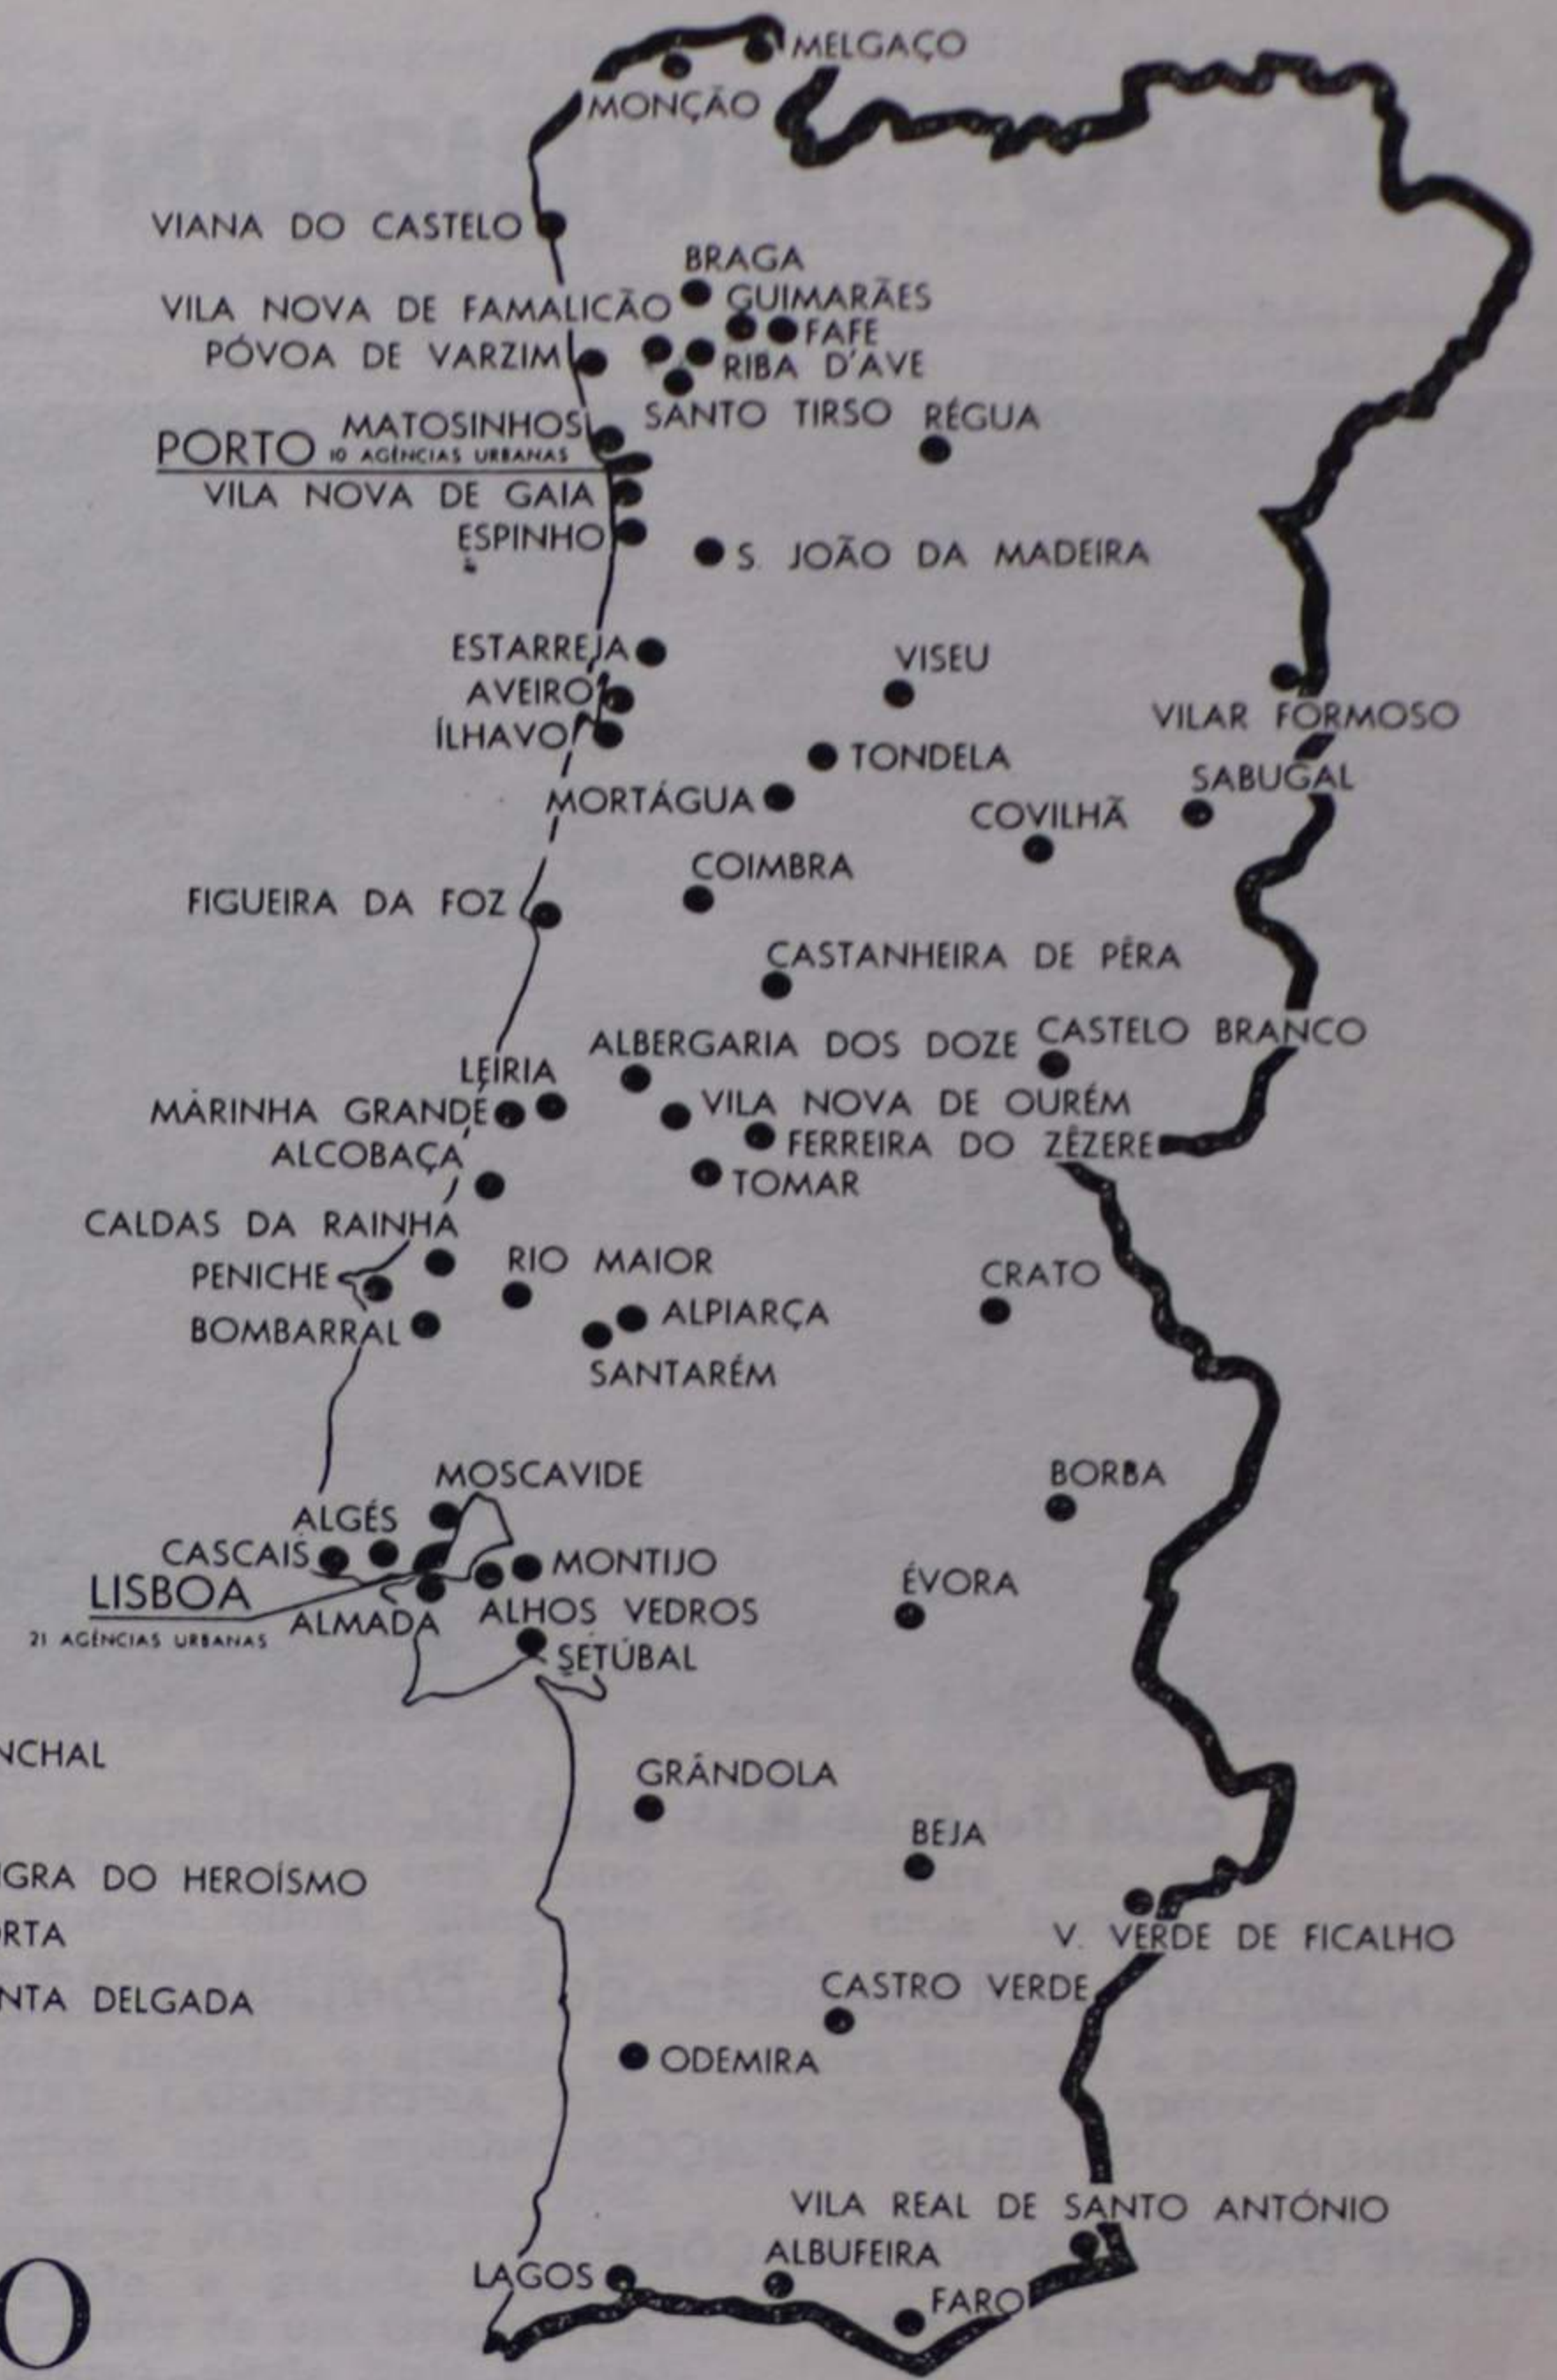 MELGAÇO
MONÇÃO
VIANA DO CASTELO
BRAGA
VILA NOVA DE FAMALICÃO
GUIMARÃES
FAFE
PÓVOA DE VARZIM
RIBA D'AVE
SANTO TIRSO
RÉGUA
MATOSINHOS
PORTO 10 AGÊNCIAS URBANAS
VILA NOVA DE GAIA
ESPINHO
S. JOÃO DA MADEIRA
ESTARREJA
VISEU
AVEIRO
VILAR FORMOSO
ÍLHAVO
TONDELA
SABUGAL
MORTÁGUA
COVILHÃ
COIMBRA
FIGUEIRA DA FOZ
CASTANHEIRA DE PÊRA
ALBERGARIA DOS DOZE
CASTELO BRANCO
LEIRIA
MARINHA GRANDE
VILA NOVA DE OURÉM
FERREIRA DO ZÊZERE
ALCOBAÇA
TOMAR
CALDAS DA RAINHA
PENICHE
RIO MAIOR
CRATO
BOMBARRAL
ALPIARÇA
SANTARÉM
MOSCAVIDE
BORBA
ALGÉS
CASCAIS
MONTIJO
LISBOA
21 AGÊNCIAS URBANAS
ÉVORA
ALMADA
ALHOS VEDROS
SETÚBAL
NCHAL
GRÂNDOLA
BEJA
GRA DO HEROÍSMO
RTA
V. VERDE DE FICALHO
NTA DELGADA
CASTRO VERDE
ODEMIRA
VILA REAL DE SANTO ANTÓNIO
ALBUFEIRA
LAGOS
FARO
O